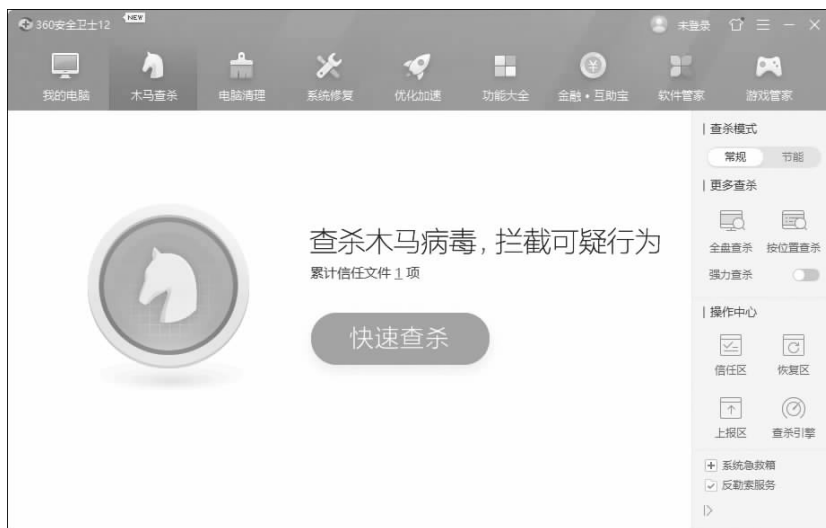 360安全卫士12 NEW 未登录
我的电脑 木马查杀 电脑清理 系统修复 优化加速 功能大全 金融•互助宝 软件管家 游戏管家
查杀模式
常规 节能
更多查杀
全盘查杀 按位置查杀
强力查杀
查杀木马病毒,拦截可疑行为
累计信任文件 1 项
快速查杀
操作中心
信任区 恢复区
上报区 查杀引擎
系统急救箱
反勒索服务